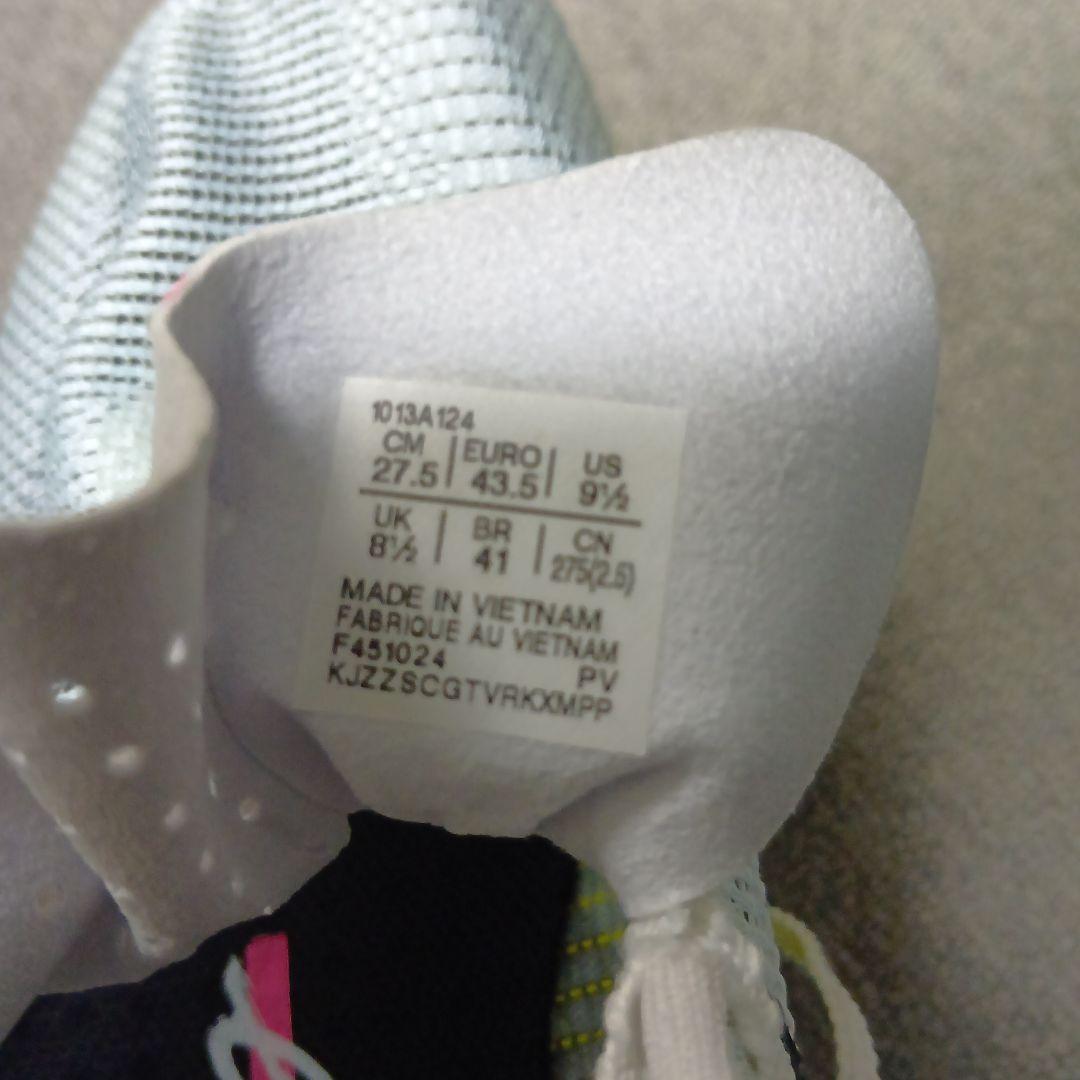 1013A124
CM | EURO | US
27.5 | 43.5 | 9½
UK | BR | CN
8½ | 41 | 275(2.5)
MADE IN VIETNAM
FABRIQUE AU VIETNAM
F451024 PV
KJZZSCGTVRKXMPP